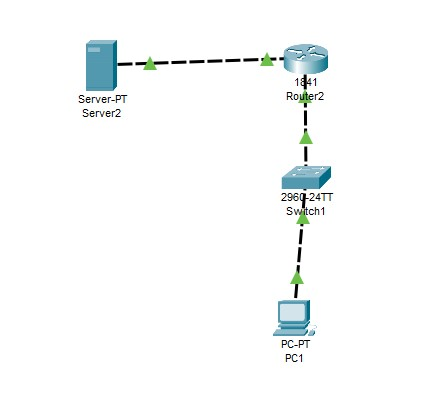 1841
Router2
Server-PT
Server2
2960-24TT
Switch1
PC-PT
PC1